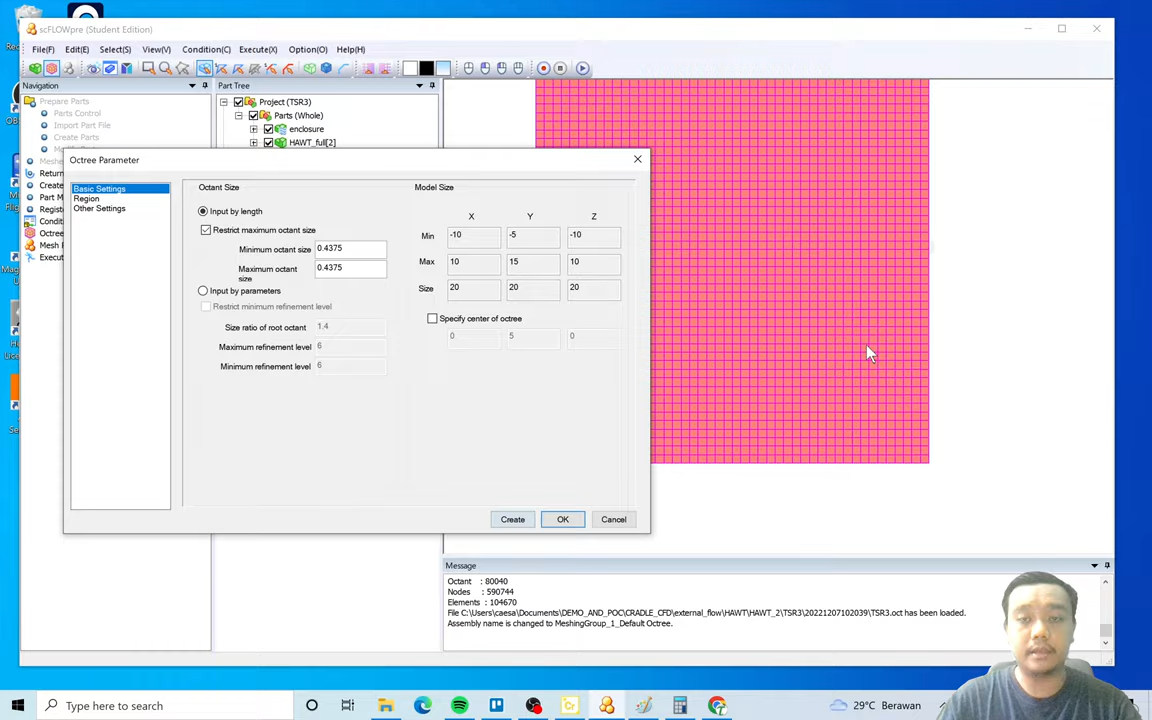 scFLOWpre (Student Edition)
File(F) Edit(E) Select(S) View(V) Condition(C) Execute(X) Option(O) Help(H)
Navigation
Part Tree
Prepare Parts
Parts Control
Import Part File
Create Parts
Project (TSR3)
Parts (Whole)
enclosure
HAWT_full[2]
Octree Parameter
Basic Settings
Region
Other Settings
Octant Size
Input by length
Restrict maximum octant size
Minimum octant size 0.4375
Maximum octant size 0.4375
Input by parameters
Restrict minimum refinement level
Size ratio of root octant 1.4
Maximum refinement level 6
Minimum refinement level 6
Model Size
X Y Z
Min -10 -5 -10
Max 10 15 10
Size 20 20 20
Specify center of octree
0 5 0
Create OK Cancel
Message
Octant : 80040
Nodes : 590744
Elements : 104670
File C:\Users\caesa\Documents\DEMO_AND_POC\CRADLE_CFD\external_flow\HAWT\HAWT_2\TSR3\20221207102039\TSR3.oct has been loaded.
Assembly name is changed to MeshingGroup_1_Default Octree.
Type here to search
29°C Berawan